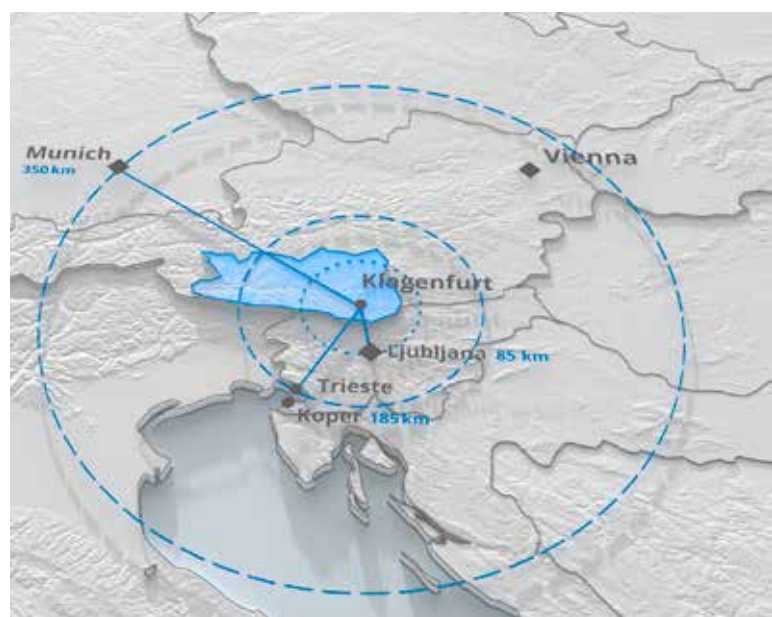 Munich
350 km
Vienna
Klagenfurt
Ljubljana 85 km
Trieste
Koper 185 km